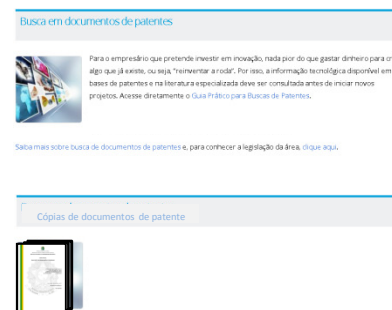 Busca em documentos de patentes
Para o empresário que pretende investir em inovação, nada pior do que gastar dinheiro para
algo que já existe, ou seja, "reinventar a roda". Por isso, a informação tecnológica disponível em
bases de patentes e na literatura especializada deve ser consultada antes de iniciar novos
projetos. Acesse diretamente o Guia Prático para Buscas de Patentes.
Saiba mais sobre busca de documentos de patentes e, para conhecer a legislação da área, clique aqui.
Cópias de documentos de patente